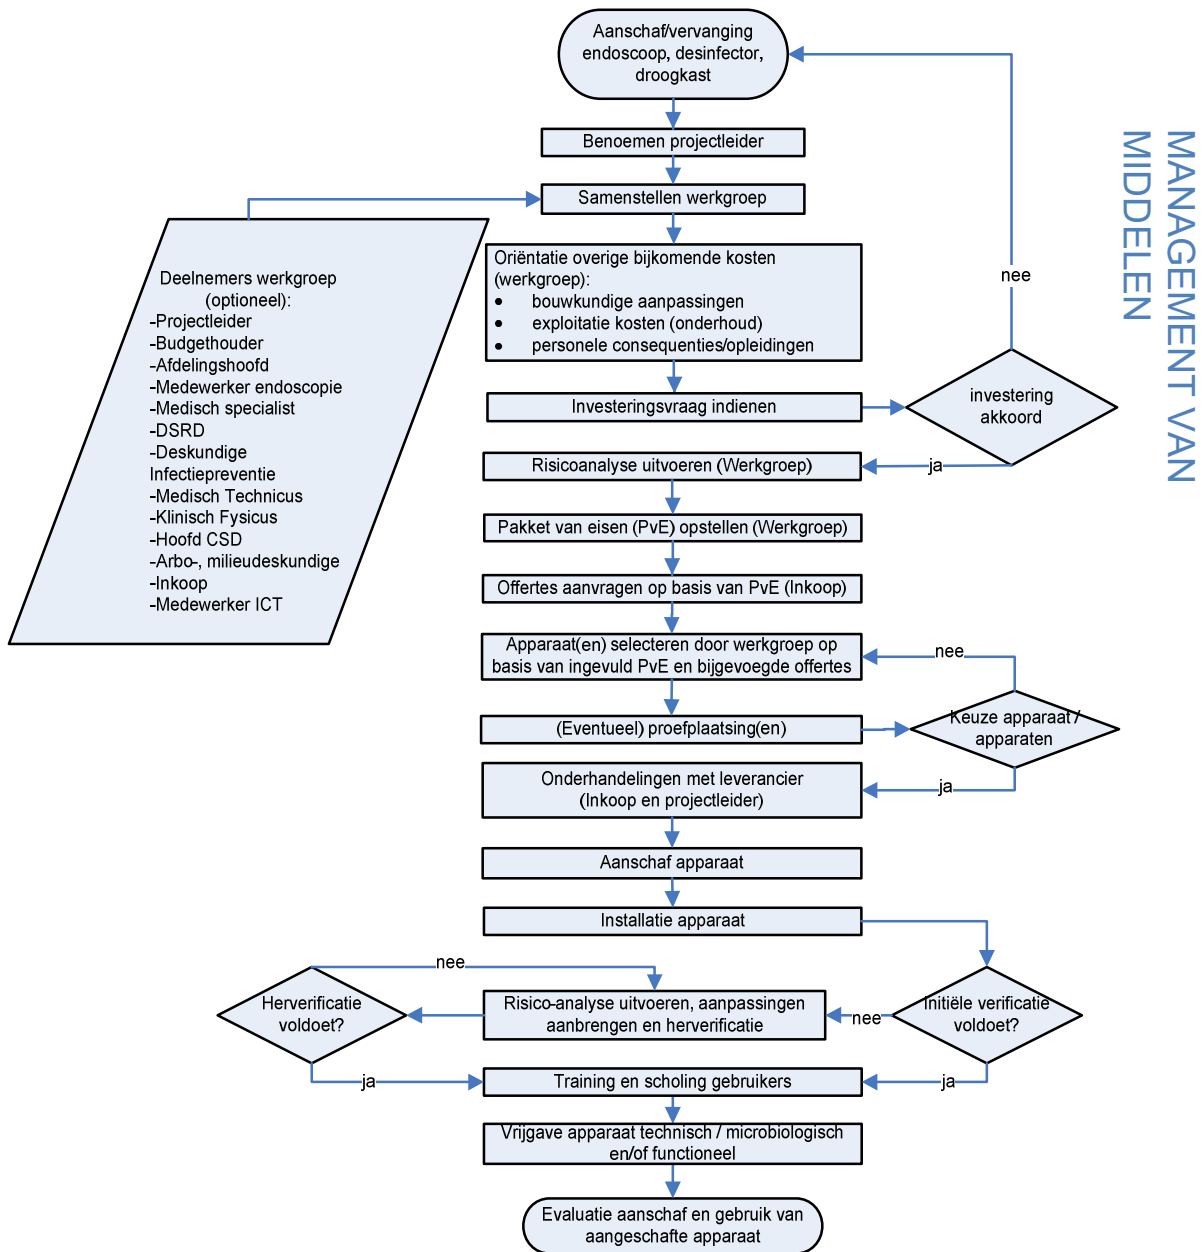 Aanschaf/vervanging
endoscoop, desinfector,
droogkast
Benoemen projectleider
Samenstellen werkgroep
Deelnemers werkgroep
(optioneel):
-Projectleider
-Budgethouder
-Afdelingshoofd
-Medewerker endoscopie
-Medisch specialist
-DSRD
-Deskundige
Infectiepreventie
-Medisch Technicus
-Klinisch Fysicus
-Hoofd CSD
-Arbo-, milieudeskundige
-Inkoop
-Medewerker ICT
Oriëntatie overige bijkomende kosten
(werkgroep):
• bouwkundige aanpassingen
• exploitatie kosten (onderhoud)
• personele consequenties/opleidingen
nee
MANAGEMENT VAN
MIDDELEN
Investeringsvraag indienen
investering
akkoord
ja
Risicoanalyse uitvoeren (Werkgroep)
Pakket van eisen (PvE) opstellen (Werkgroep)
Offertes aanvragen op basis van PvE (Inkoop)
Apparaat(en) selecteren door werkgroep op
basis van ingevuld PvE en bijgevoegde offertes
nee
(Eventueel) proefplaatsing(en)
Keuze apparaat /
apparaten
ja
Onderhandelingen met leverancier
(Inkoop en projectleider)
Aanschaf apparaat
Installatie apparaat
Initiële verificatie
voldoet?
nee
Risico-analyse uitvoeren, aanpassingen
aanbrengen en herverificatie
nee
Herverificatie
voldoet?
ja
ja
Training en scholing gebruikers
Vrijgave apparaat technisch / microbiologisch
en/of functioneel
Evaluatie aanschaf en gebruik van
aangeschafte apparaat